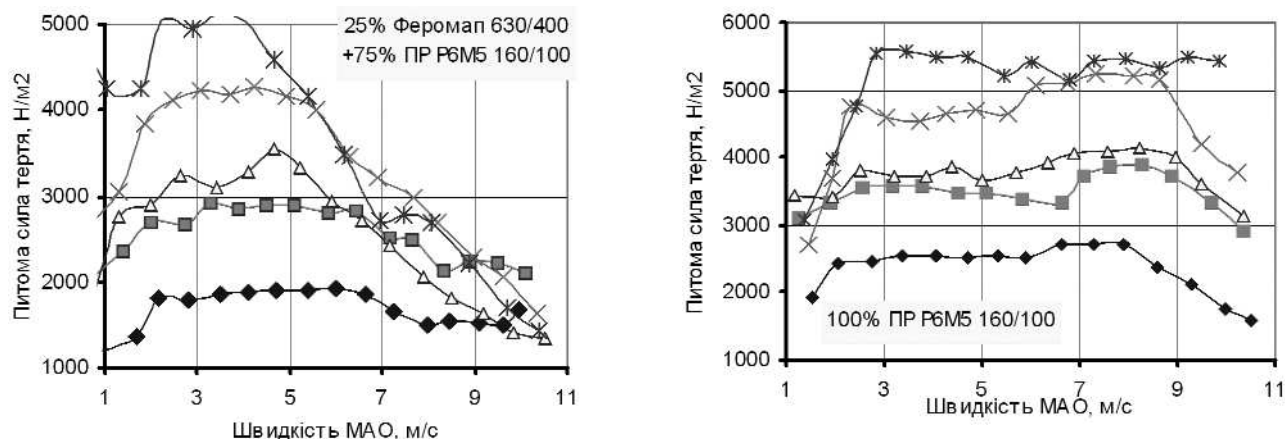 25% Феромап 630/400
+75% ПР Р6М5 160/100
Питома сила тертя, Н/м2
5000
4000
3000
2000
1000
1 3 5 7 9 11
Швидкість МАО, м/с
Питома сила тертя, Н/м2
6000
5000
4000
3000
2000
1000
100% ПР Р6М5 160/100
1 3 5 7 9 11
Швидкість МАО, м/с